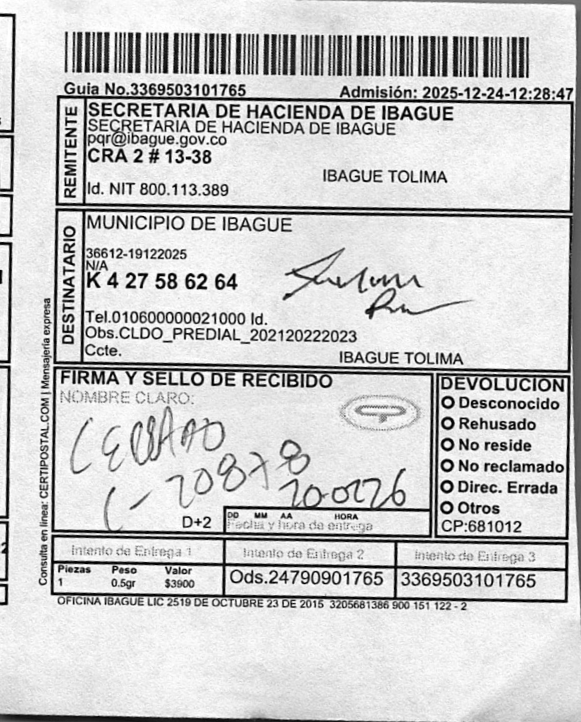 Guia No.3369503101765
Admisión: 2025-12-24-12:28:47
REMITENTE
SECRETARIA DE HACIENDA DE IBAGUE
SECRETARIA DE HACIENDA DE IBAGUE
pqr@ibague.gov.co
CRA 2 # 13-38
IBAGUE TOLIMA
Id. NIT 800.113.389
DESTINATARIO
MUNICIPIO DE IBAGUE
36612-19122025
N/A
K 4 27 58 62 64
Tel.010600000021000 Id.
Obs.CLDO_PREDIAL_202120222023
Ccte.
IBAGUE TOLIMA
Consulta en línea: CERTIPOSTAL.COM | Mensajería expresa
FIRMA Y SELLO DE RECIBIDO
NOMBRE CLARO:
CERRADO
D+2
DD MM AA HORA
Fecha y hora de entrega
DEVOLUCION
Desconocido
Rehusado
No reside
No reclamado
Direc. Errada
Otros
CP:681012
Intento de Entrega 1
Intento de Entrega 2
Intento de Entrega 3
Piezas Peso Valor
1 0.5gr $3900
Ods.24790901765
3369503101765
OFICINA IBAGUE LIC 2519 DE OCTUBRE 23 DE 2015 3205681386 900 151 122 - 2